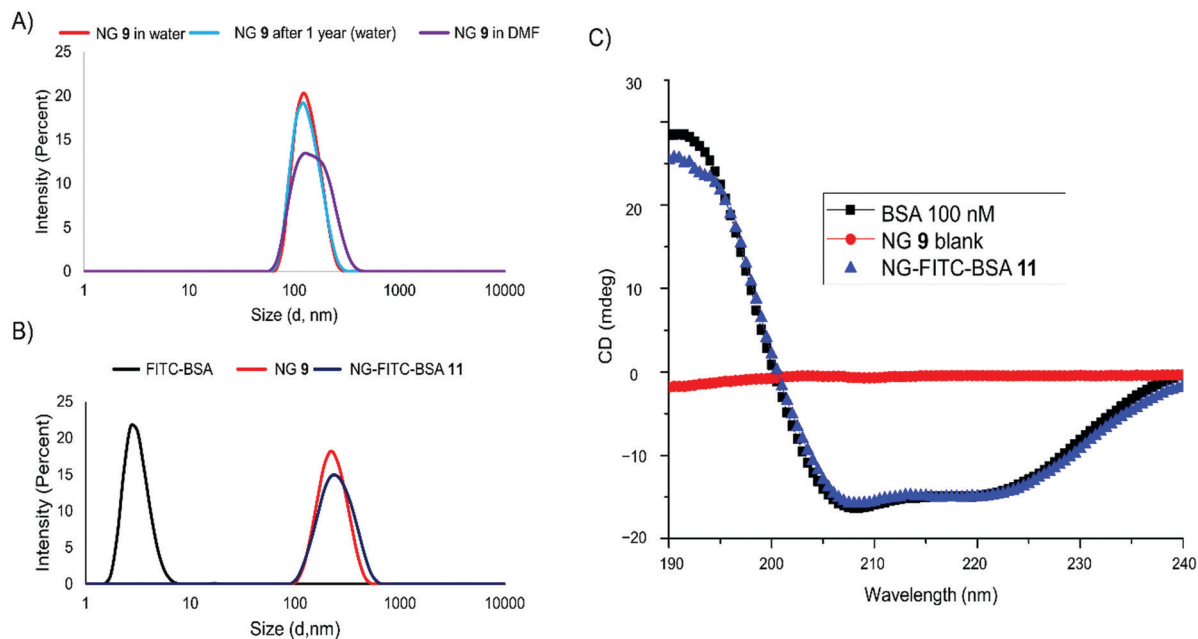 A)
NG 9 in water NG 9 after 1 year (water) NG 9 in DMF
25
20
15
10
5
0
Intensity (Percent)
1 10 100 1000 10000
Size (d, nm)
B)
FITC-BSA NG 9 NG-FITC-BSA 11
25
20
15
10
5
0
Intensity (Percent)
1 10 100 1000 10000
Size (d,nm)
C)
30
20
10
0
−10
−20
CD (mdeg)
BSA 100 nM
NG 9 blank
NG-FITC-BSA 11
190 200 210 220 230 240
Wavelength (nm)